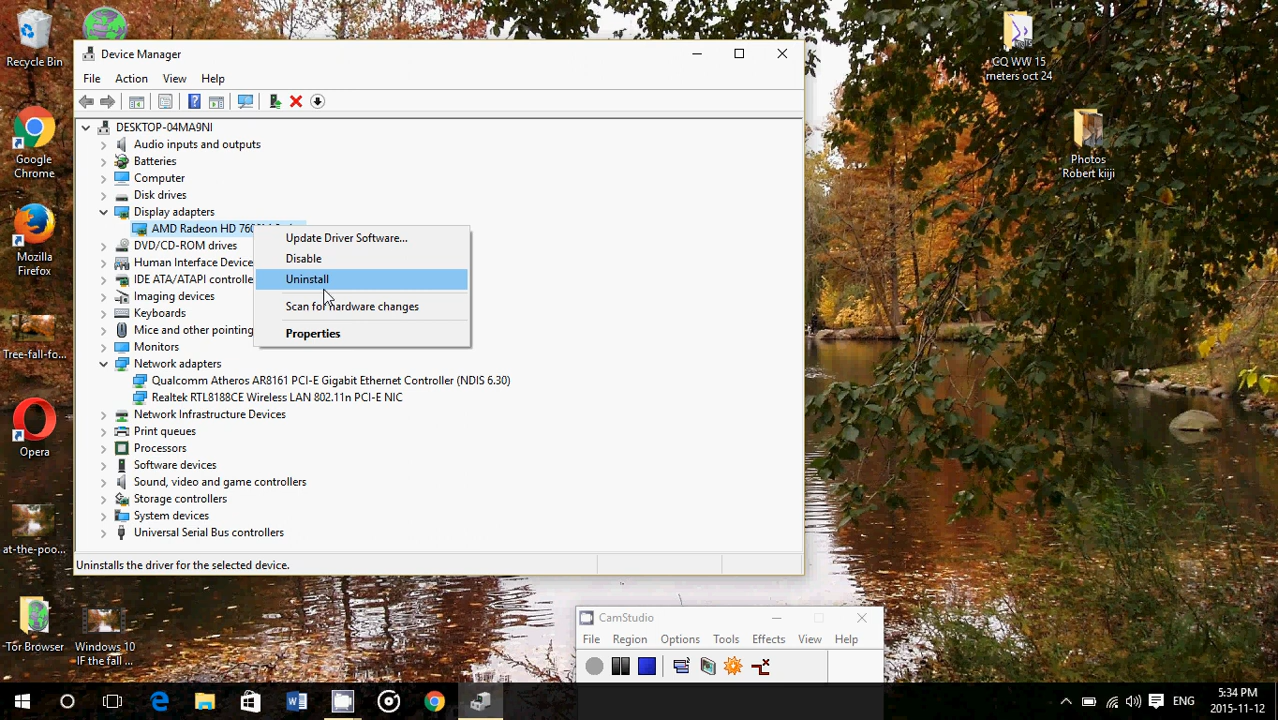 Recycle Bin
Google
Chrome
Mozilla
Firefox
Tree-fall-fo...
Opera
at-the-poo...
Tor Browser
Windows 10
IF the fall ...
CQ WW 15
meters oct 24
Photos
Robert kiiji
Device Manager
File Action View Help
DESKTOP-04MA9NI
Audio inputs and outputs
Batteries
Computer
Disk drives
Display adapters
AMD Radeon HD
DVD/CD-ROM drives
Human Interface Device
IDE ATA/ATAPI controlle
Imaging devices
Keyboards
Mice and other pointing
Monitors
Network adapters
Qualcomm Atheros AR8161 PCI-E Gigabit Ethernet Controller (NDIS 6.30)
Realtek RTL8188CE Wireless LAN 802.11n PCI-E NIC
Network Infrastructure Devices
Print queues
Processors
Software devices
Sound, video and game controllers
Storage controllers
System devices
Universal Serial Bus controllers
Update Driver Software...
Disable
Uninstall
Scan for hardware changes
Properties
Uninstalls the driver for the selected device.
CamStudio
File Region Options Tools Effects View Help
ENG
5:34 PM
2015-11-12